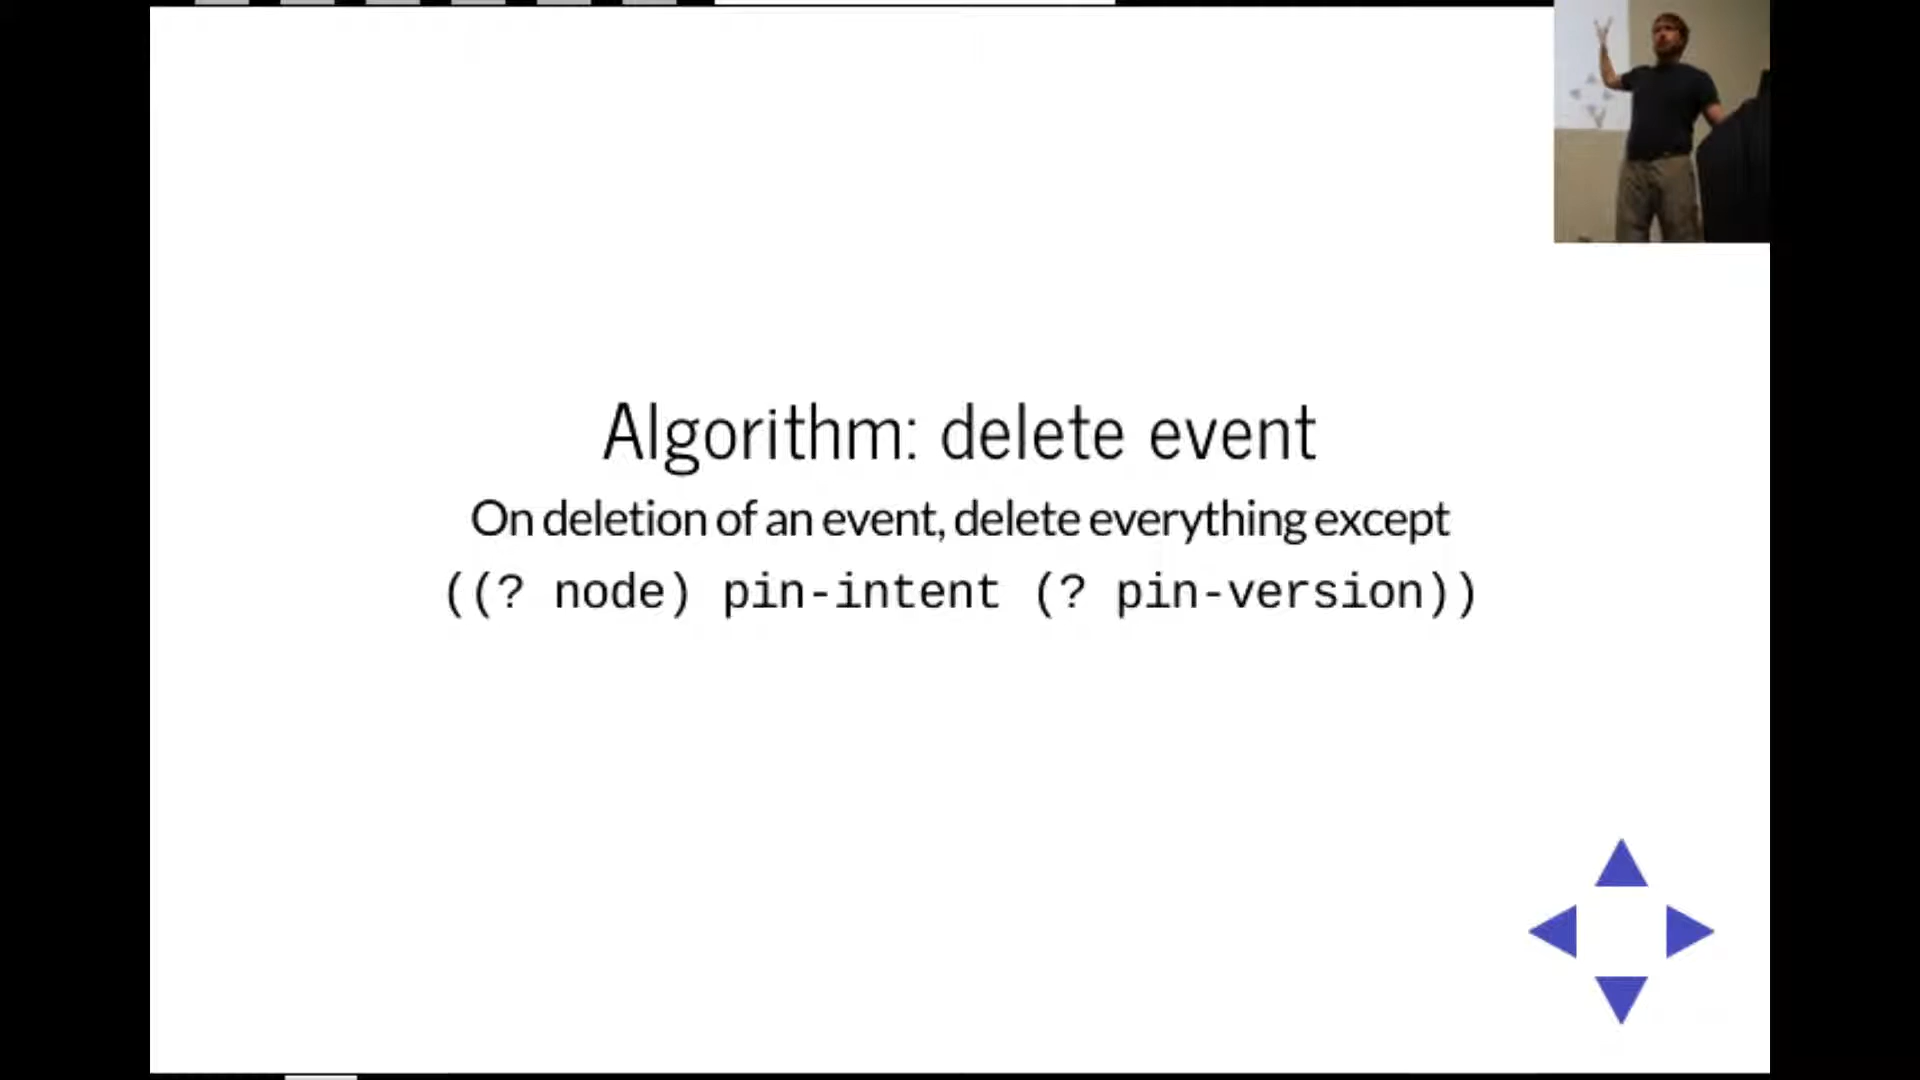 Algorithm: delete event
On deletion of an event, delete everything except
((? node) pin-intent (? pin-version))